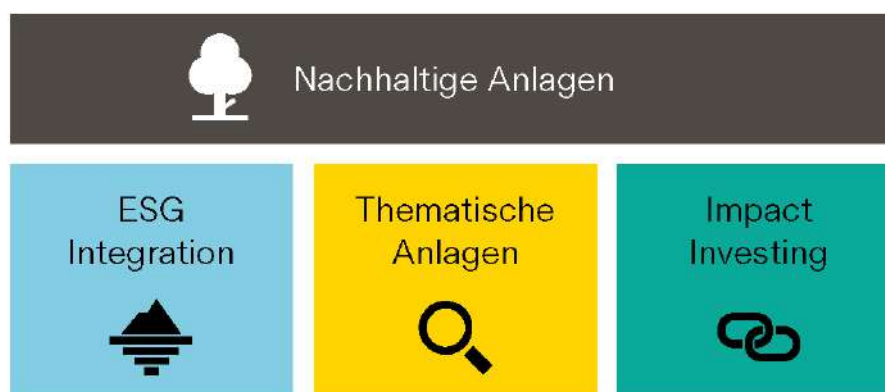 Nachhaltige Anlagen
ESG
Integration
Thematische
Anlagen
Impact
Investing